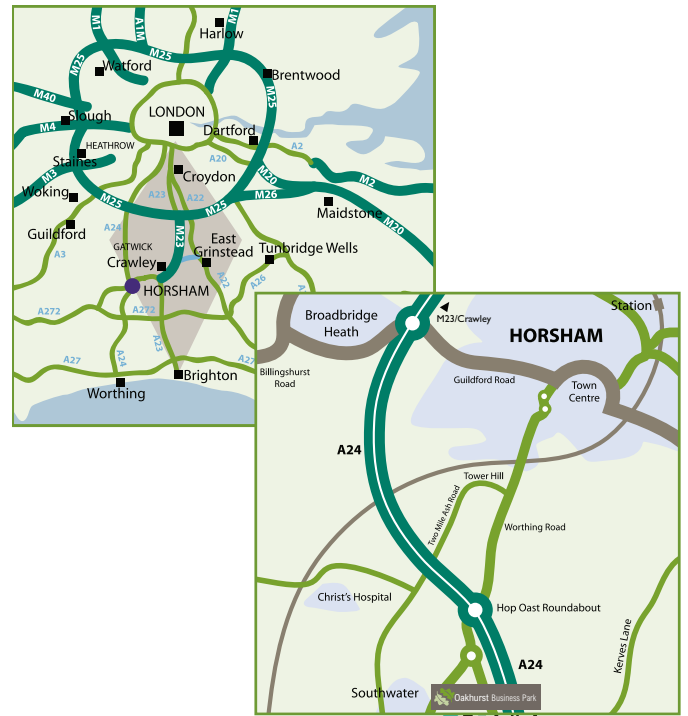 M1
A1M
M1
Harlow
M25
M25
Watford
Brentwood
M40
M25
Slough
LONDON
M4
Dartford
HEATHROW
A2
Staines
A20
M3
Croydon
M20
M2
Woking
A23
A22
M26
M25
M25
Maidstone
M20
Guildford
A24
M23
East
Grinstead
GATWICK
Tunbridge Wells
A3
Crawley
A22
A26
HORSHAM
A272
A272
A23
A27
A24
A27
Brighton
Worthing
Station
Broadbridge
Heath
M23/Crawley
HORSHAM
Billingshurst
Road
Guildford Road
Town
Centre
A24
Tower Hill
Two Mile Ash Road
Worthing Road
Christ's Hospital
Hop Oast Roundabout
Kerves Lane
A24
Southwater
Oakhurst Business Park